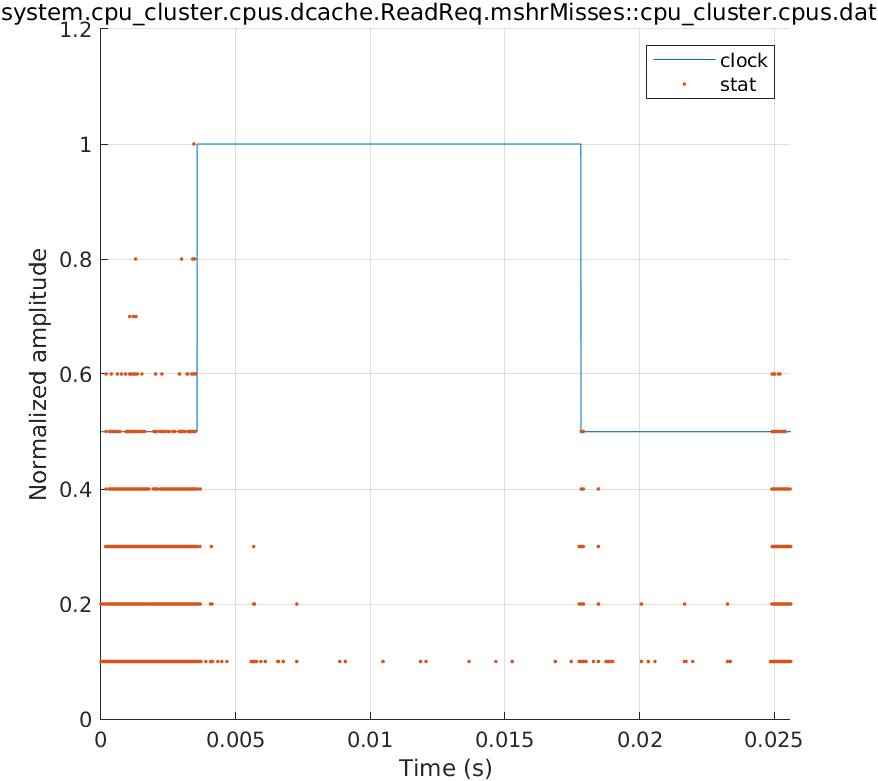 system.cpu_cluster.cpus.dcache.ReadReq.mshrMisses::cpu_cluster.cpus.dat
1.2
clock
stat
1
0.8
0.6
0.4
0.2
0
Normalized amplitude
0 0.005 0.01 0.015 0.02 0.025
Time (s)